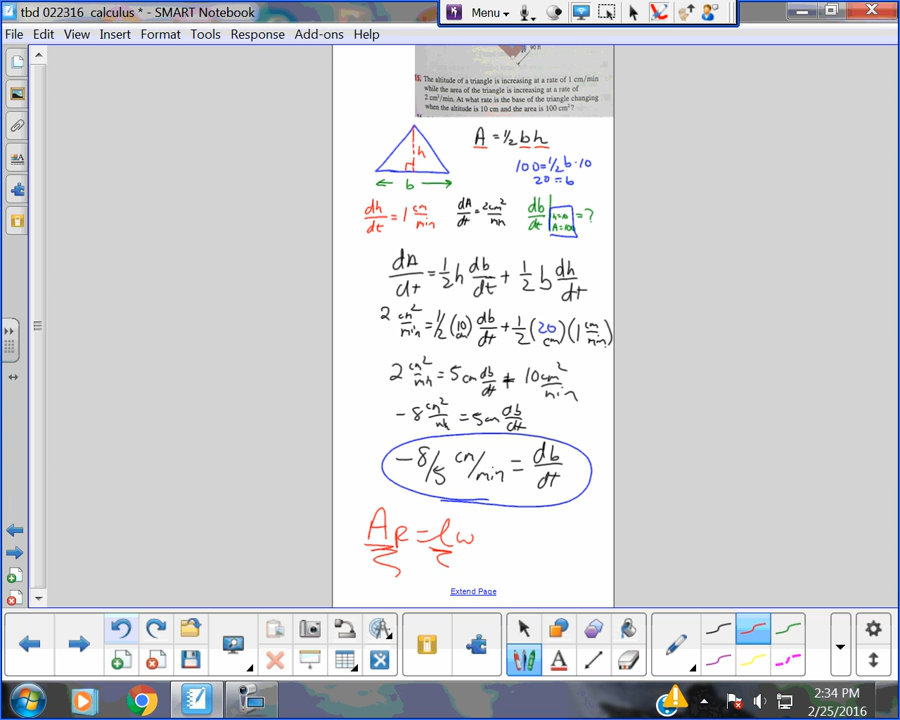 tbd 022316 calculus * - SMART Notebook
Menu
File Edit View Insert Format Tools Response Add-ons Help
90 ft
15. The altitude of a triangle is increasing at a rate of 1 cm/min
while the area of the triangle is increasing at a rate of
2 cm²/min. At what rate is the base of the triangle changing
when the altitude is 10 cm and the area is 100 cm²?
A = ½ b h
h
100 = ½ b · 10
20 = b
b
dh/dt = 1 cm/min dA/dt = 2 cm²/min db/dt | h=10 A=100 = ?
dA/dt = 1/2 h db/dt + 1/2 b dh/dt
2 cm²/min = 1/2 (10 cm) db/dt + 1/2 (20 cm) (1 cm/min)
2 cm²/min = 5 cm db/dt + 10 cm²/min
-8 cm²/min = 5 cm db/dt
-8/5 cm/min = db/dt
A R = l w
Extend Page
2:34 PM
2/25/2016